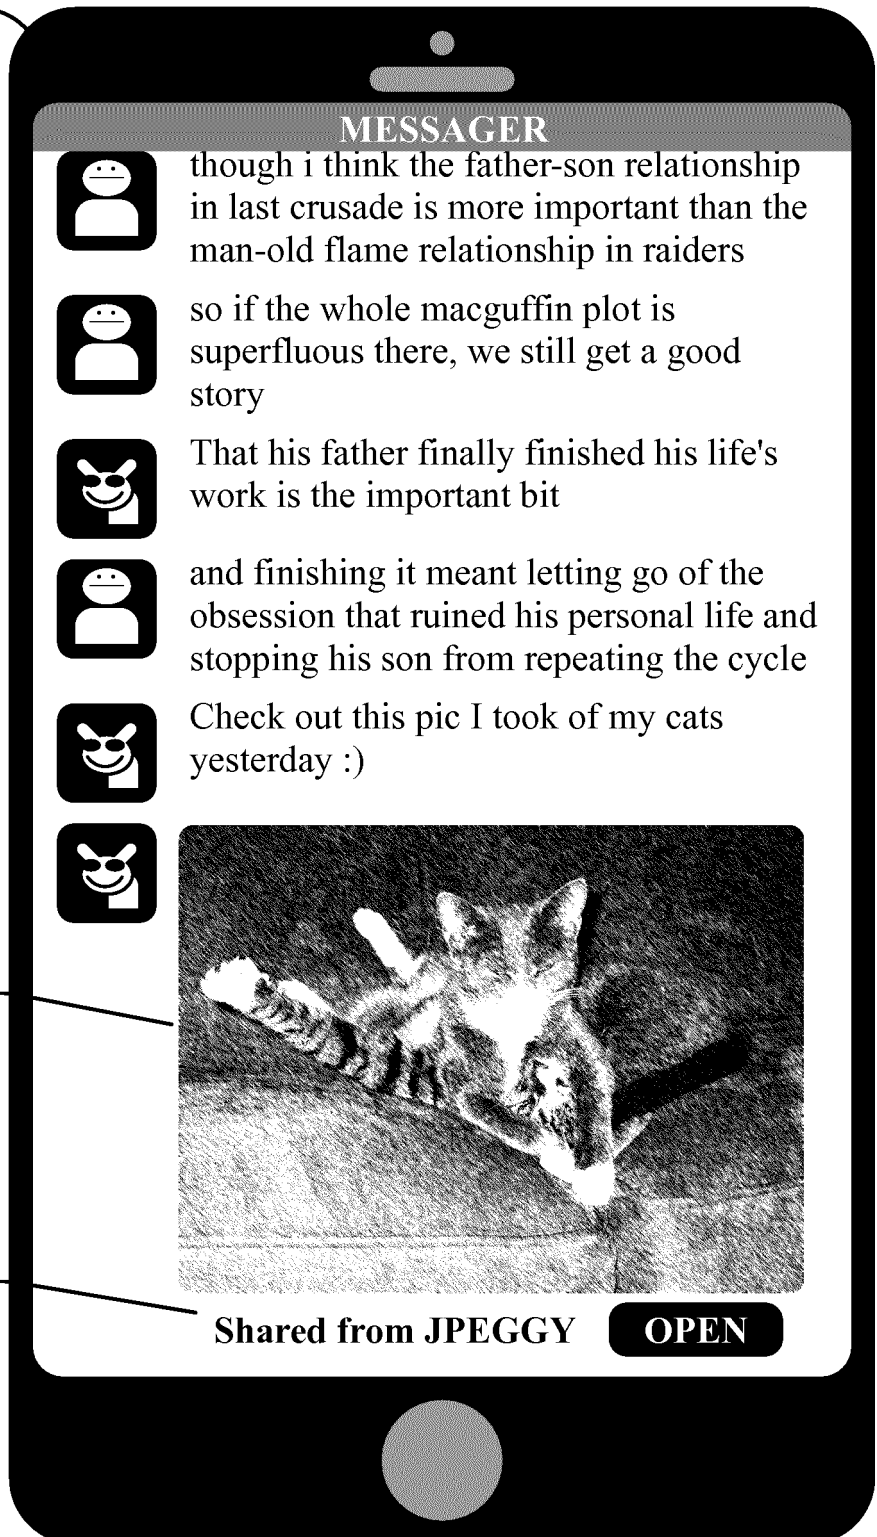 MESSAGER
though i think the father-son relationship
in last crusade is more important than the
man-old flame relationship in raiders
so if the whole macguffin plot is
superfluous there, we still get a good
story
That his father finally finished his life's
work is the important bit
and finishing it meant letting go of the
obsession that ruined his personal life and
stopping his son from repeating the cycle
Check out this pic I took of my cats
yesterday :)
Shared from JPEGGY OPEN